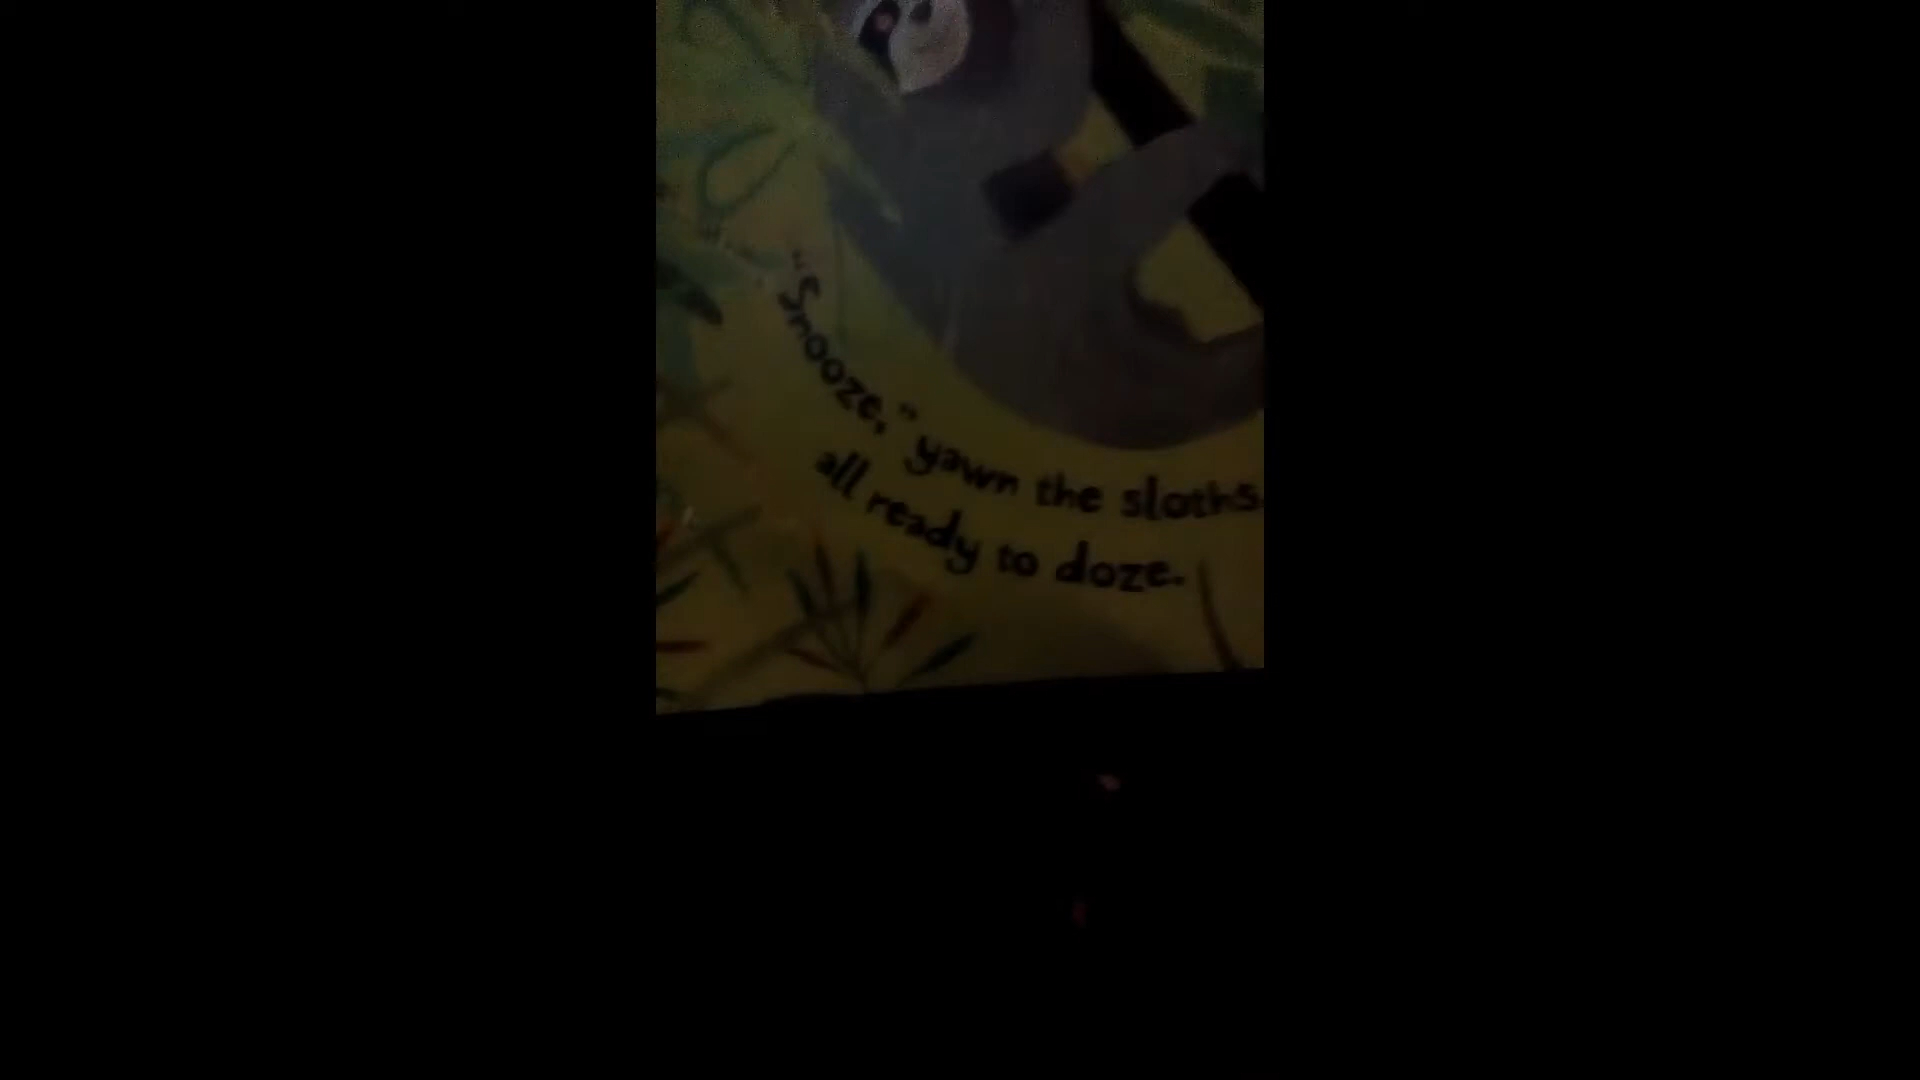 "Snooze," yawn the sloths,
all ready to doze.